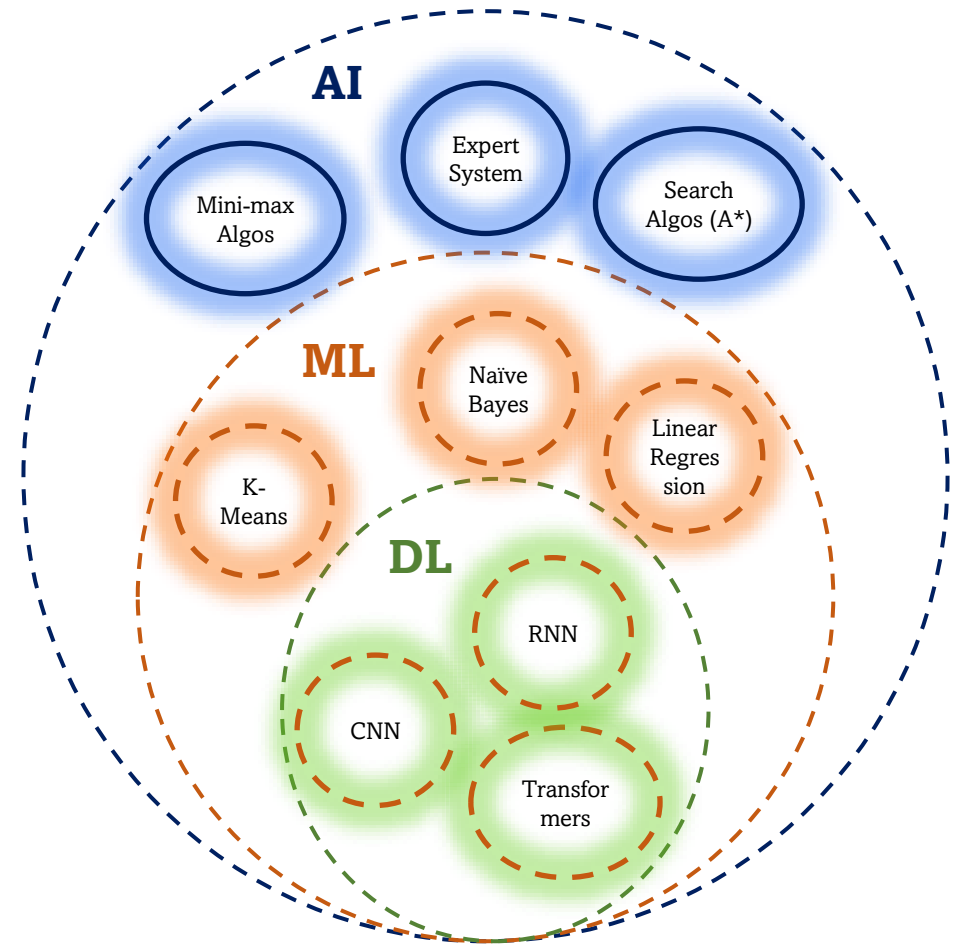 AI
Expert
System
Mini-max
Algos
Search
Algos (A*)
ML
Naïve
Bayes
Linear
Regres
sion
K-
Means
DL
RNN
CNN
Transfor
mers